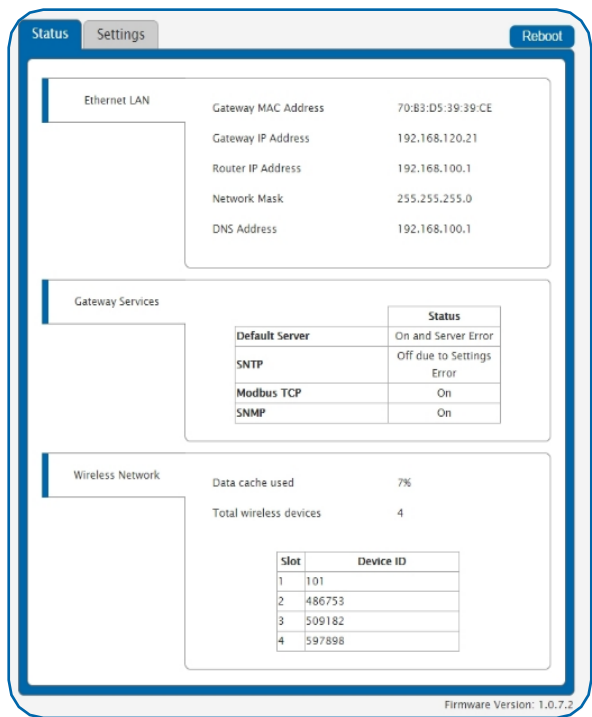 Status Settings Reboot
Ethernet LAN
Gateway MAC Address 70:B3:D5:39:39:CE
Gateway IP Address 192.168.120.21
Router IP Address 192.168.100.1
Network Mask 255.255.255.0
DNS Address 192.168.100.1
Gateway Services
Status
Default Server On and Server Error
SNTP Off due to Settings
Error
Modbus TCP On
SNMP On
Wireless Network
Data cache used 7%
Total wireless devices 4
Slot Device ID
1 101
2 486753
3 509182
4 597898
Firmware Version: 1.0.7.2